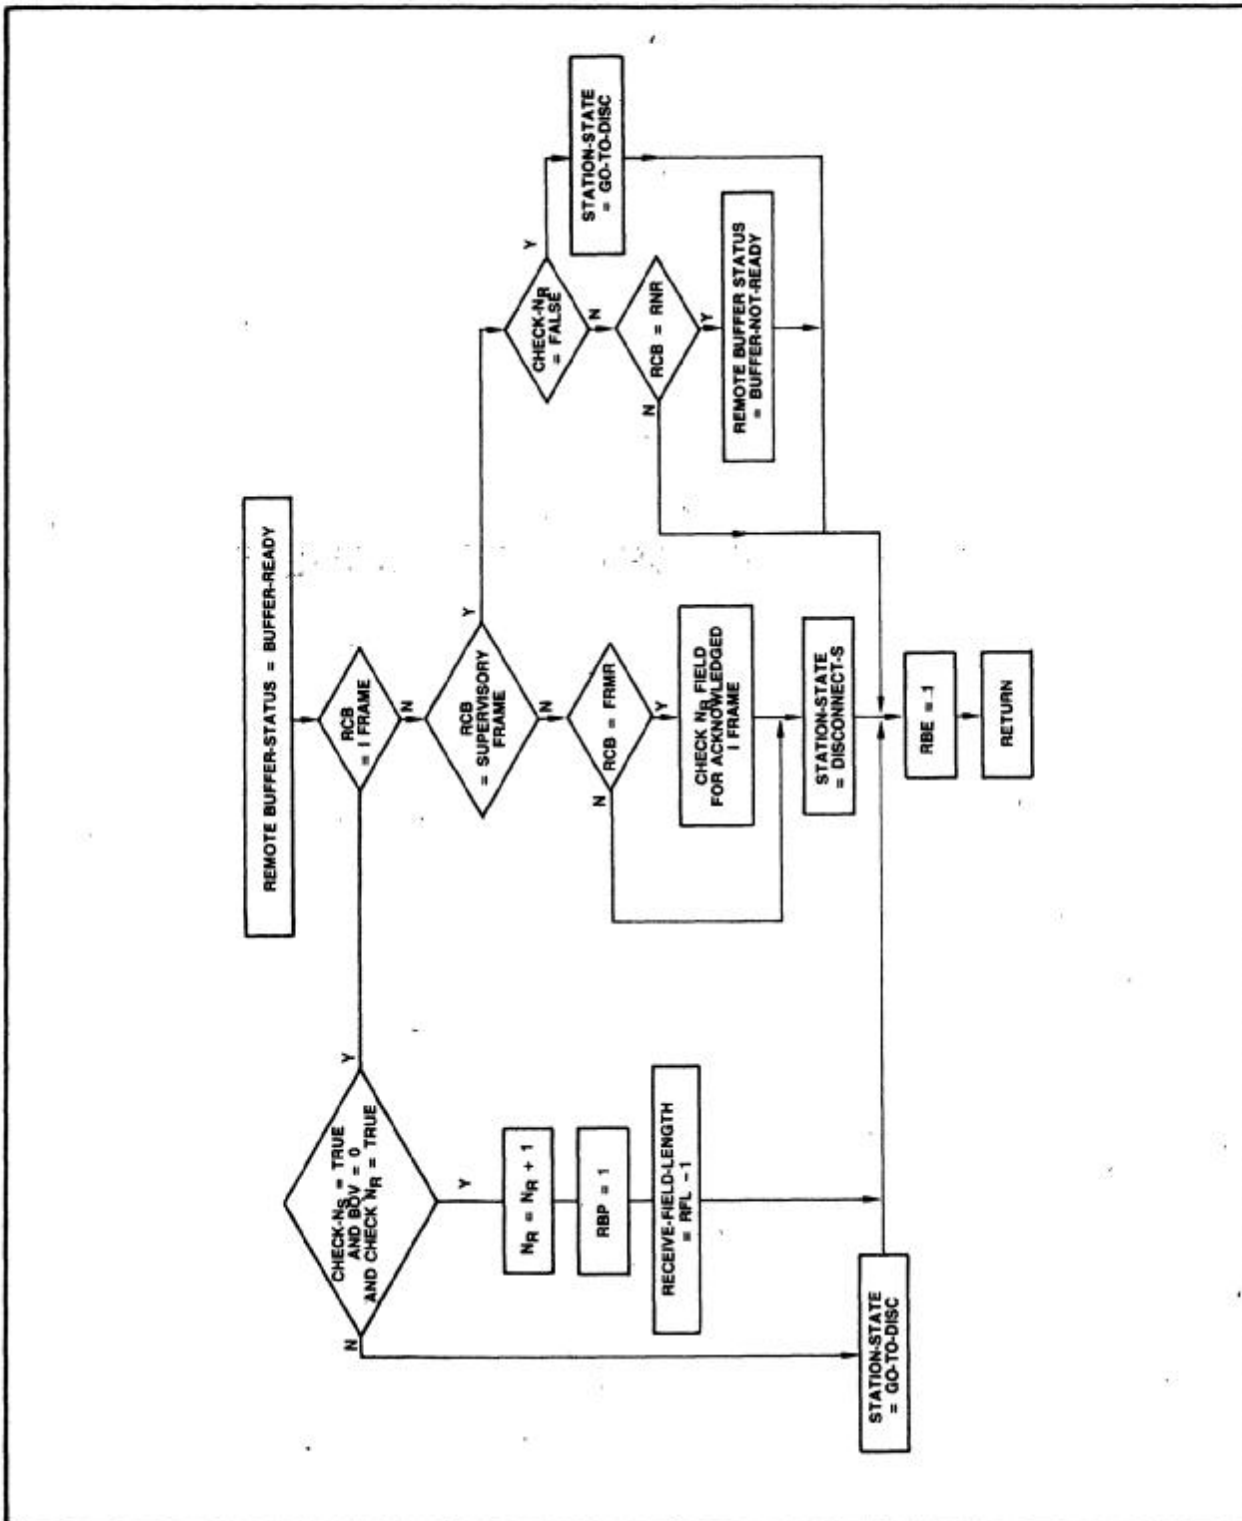 REMOTE BUFFER-STATUS = BUFFER-READY
RCB
= I FRAME
Y
N
CHECK-NS = TRUE
AND BOV = 0
AND CHECK NR = TRUE
N
Y
NR = NR + 1
RBP = 1
RECEIVE-FIELD-LENGTH
= RFL - 1
STATION-STATE
= GO-TO-DISC
RCB
= SUPERVISORY
FRAME
Y
N
RCB = FRMR
N
Y
CHECK NR FIELD
FOR ACKNOWLEDGED
I FRAME
STATION-STATE
= DISCONNECT-S
RBE = 1
RETURN
CHECK-NR
= FALSE
Y
N
STATION-STATE
= GO-TO-DISC
RCB = RNR
N
Y
REMOTE BUFFER STATUS
= BUFFER-NOT-READY